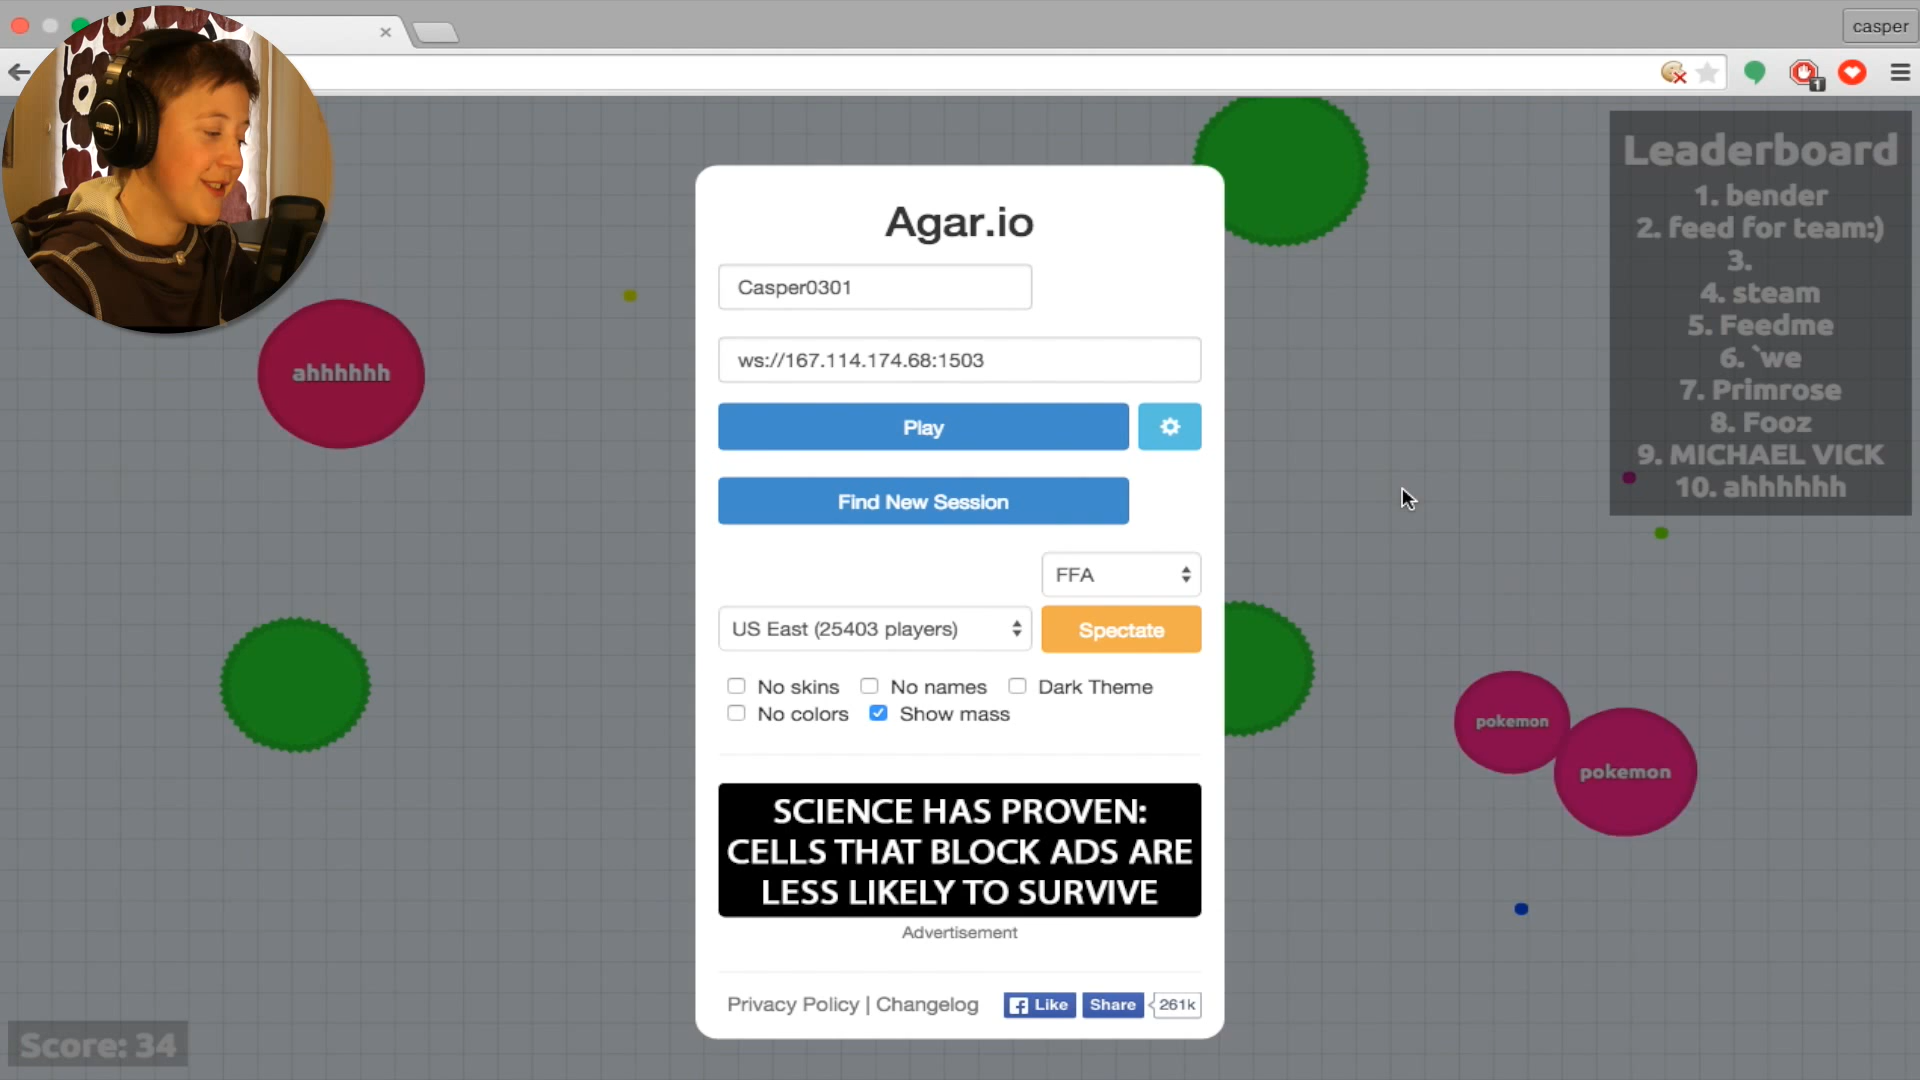 casper
1
Leaderboard
1. bender
2. feed for team:)
3.
4. steam
5. Feedme
6. `we
7. Primrose
8. Fooz
9. MICHAEL VICK
10. ahhhhhh
Agar.io
Casper0301
ws://167.114.174.68:1503
Play
Find New Session
FFA
US East (25403 players)
Spectate
No skins
No names
Dark Theme
No colors
Show mass
SCIENCE HAS PROVEN:
CELLS THAT BLOCK ADS ARE
LESS LIKELY TO SURVIVE
Advertisement
Privacy Policy | Changelog
Like
Share
261k
ahhhhhh
pokemon
pokemon
Score: 34